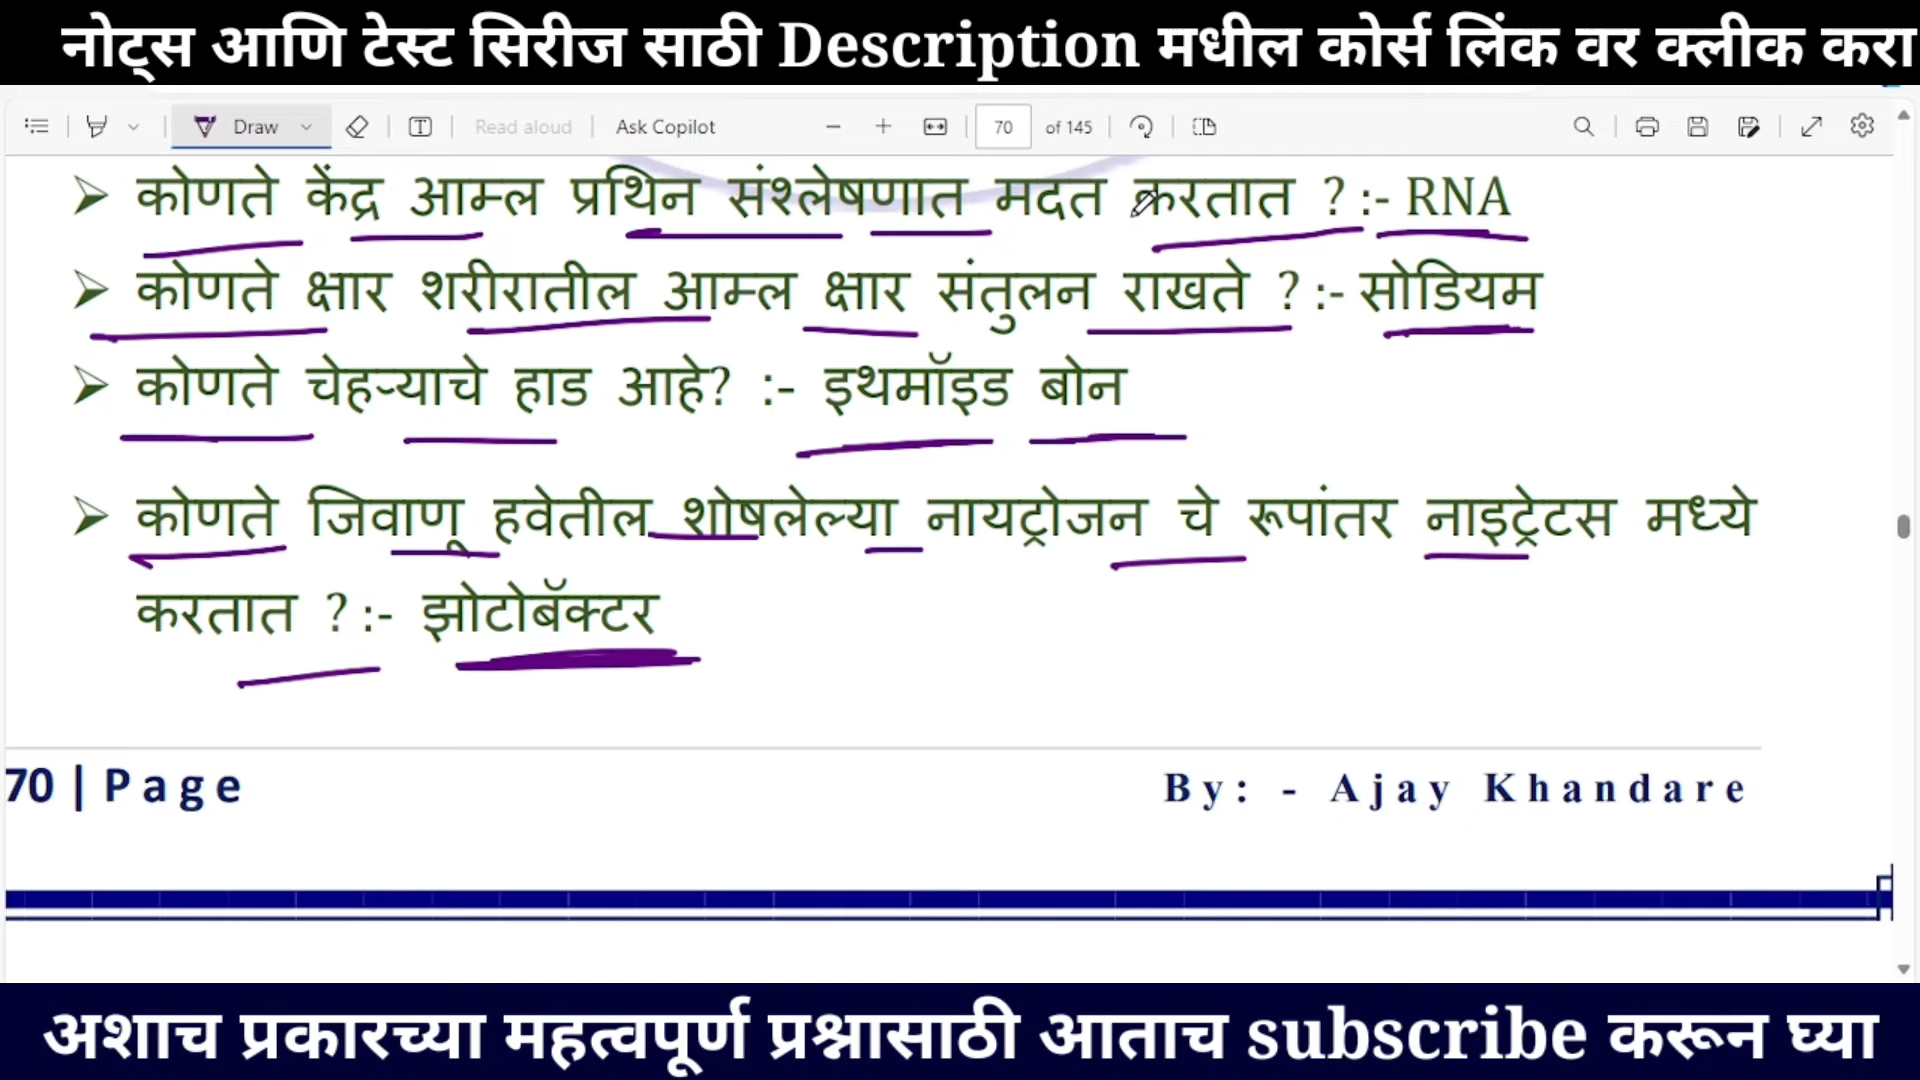 नोट्स आणि टेस्ट सिरीज साठी Description मधील कोर्स लिंक वर क्लीक करा
Draw Read aloud Ask Copilot 70 of 145
➢ कोणते केंद्र आम्ल प्रथिन संश्लेषणात मदत करतात ? :- RNA
➢ कोणते क्षार शरीरातील आम्ल क्षार संतुलन राखते ? :- सोडियम
➢ कोणते चेहऱ्याचे हाड आहे? :- इथमॉइड बोन
➢ कोणते जिवाणू हवेतील शोषलेल्या नायट्रोजन चे रूपांतर नाइट्रेटस मध्ये
करतात ? :- झोटोबॅक्टर
70 | Page By: - Ajay Khandare
अशाच प्रकारच्या महत्वपूर्ण प्रश्नासाठी आताच subscribe करून घ्या